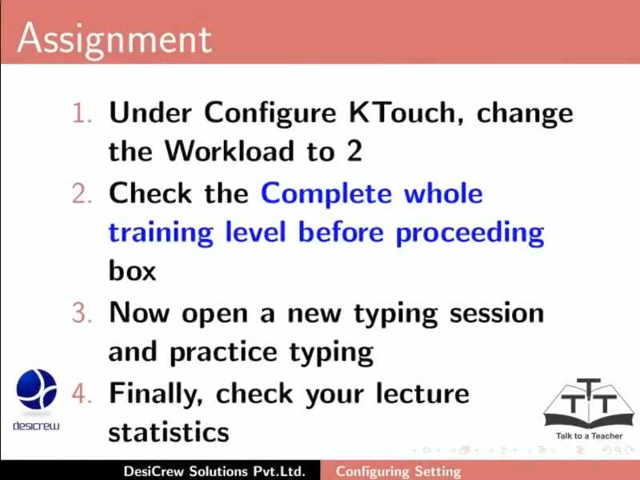 Assignment
1. Under Configure KTouch, change
the Workload to 2
2. Check the Complete whole
training level before proceeding
box
3. Now open a new typing session
and practice typing
4. Finally, check your lecture
statistics
desicrew
TTT
Talk to a Teacher
DesiCrew Solutions Pvt.Ltd. Configuring Setting